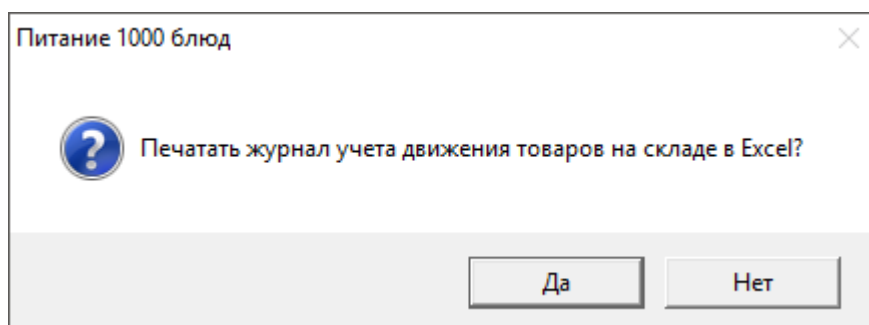 Питание 1000 блюд
Печатать журнал учета движения товаров на складе в Excel?
Да
Нет